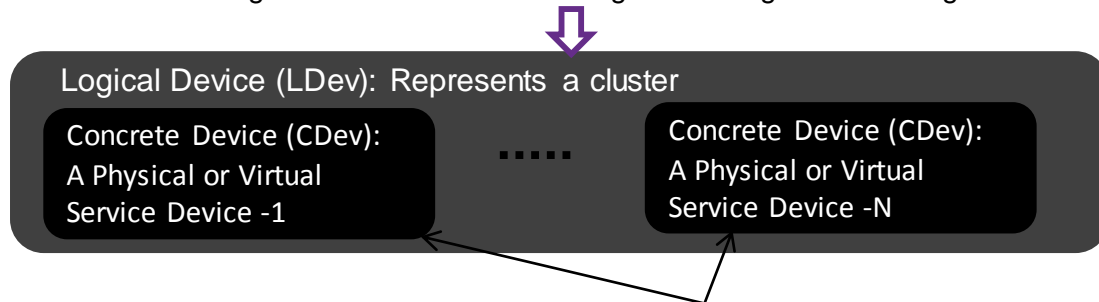 Logical Device (LDev): Represents a cluster
Concrete Device (CDev):
A Physical or Virtual
Service Device -1
.....
Concrete Device (CDev):
A Physical or Virtual
Service Device -N